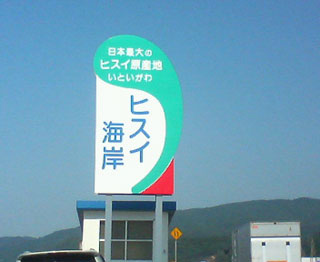 日本最大の
ヒスイ原産地
いといがわ
ヒスイ
海岸